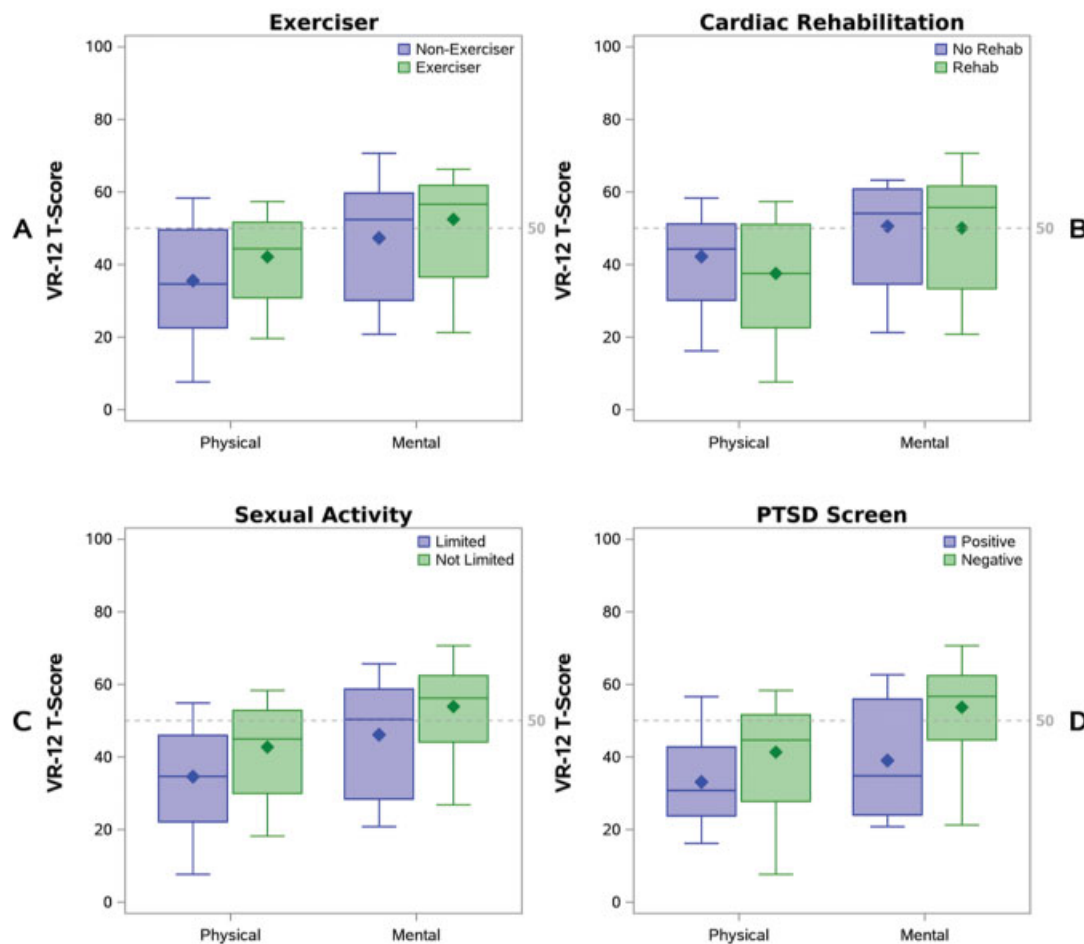 Exerciser
Non-Exerciser
Exerciser
100
80
60
40
20
0
VR-12 T-Score
A
50
Physical
Mental
Cardiac Rehabilitation
No Rehab
Rehab
100
80
60
40
20
0
VR-12 T-Score
50
B
Physical
Mental
Sexual Activity
Limited
Not Limited
100
80
60
40
20
0
VR-12 T-Score
C
50
Physical
Mental
PTSD Screen
Positive
Negative
100
80
60
40
20
0
VR-12 T-Score
50
D
Physical
Mental